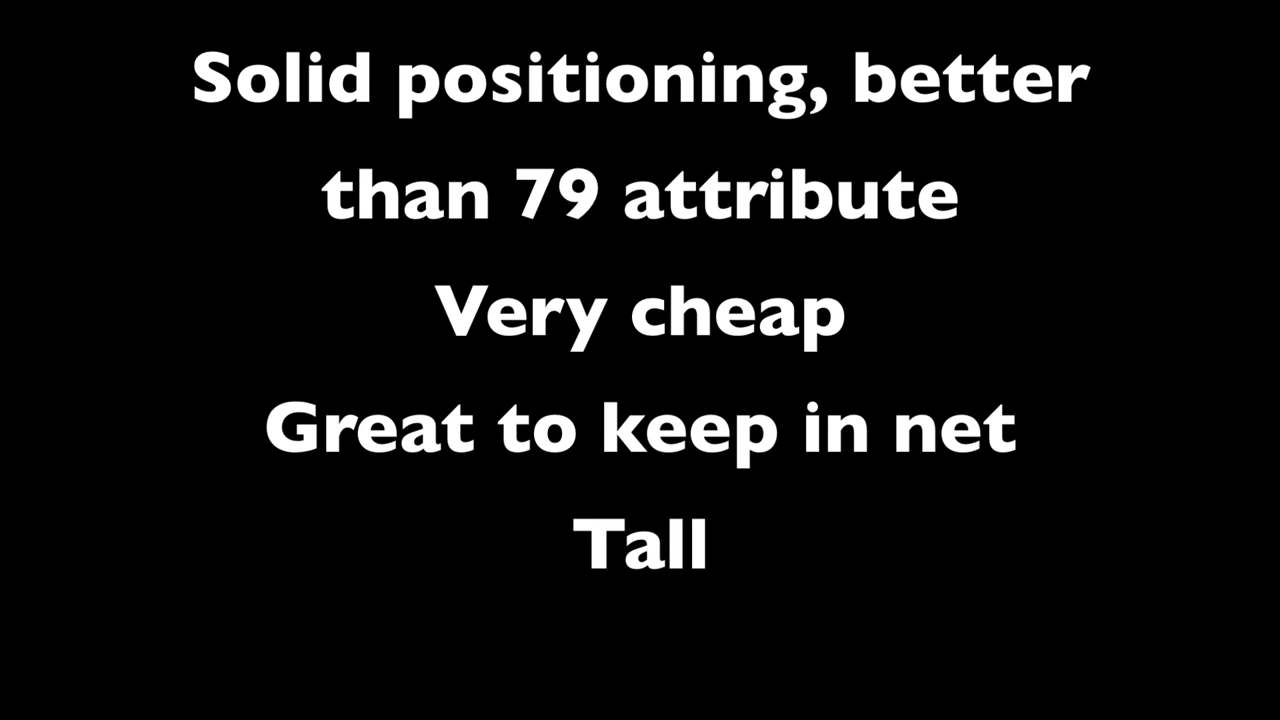 Solid positioning, better
than 79 attribute
Very cheap
Great to keep in net
Tall